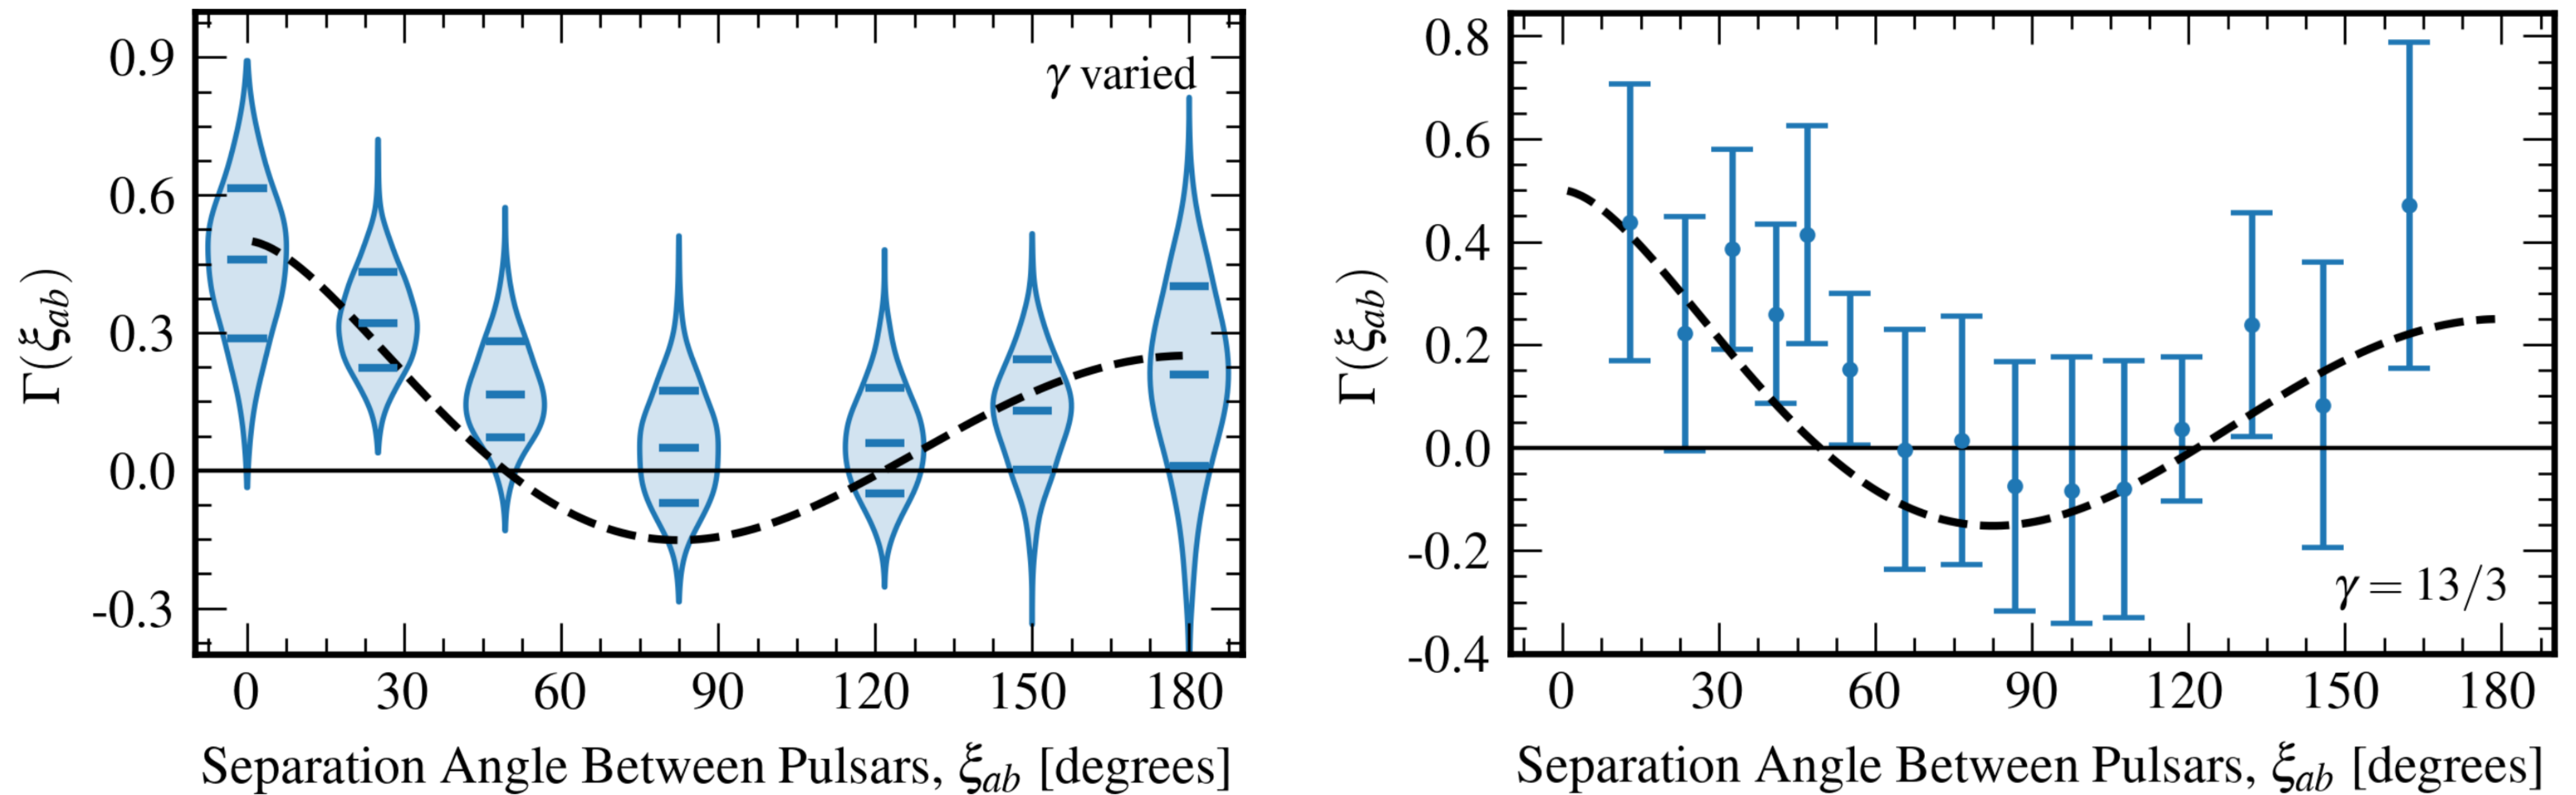 γ varied
0.9
0.6
0.3
0.0
-0.3
Γ(ξab)
0 30 60 90 120 150 180
Separation Angle Between Pulsars, ξab [degrees]
0.8
0.6
0.4
0.2
0.0
-0.2
-0.4
Γ(ξab)
γ = 13/3
0 30 60 90 120 150 180
Separation Angle Between Pulsars, ξab [degrees]